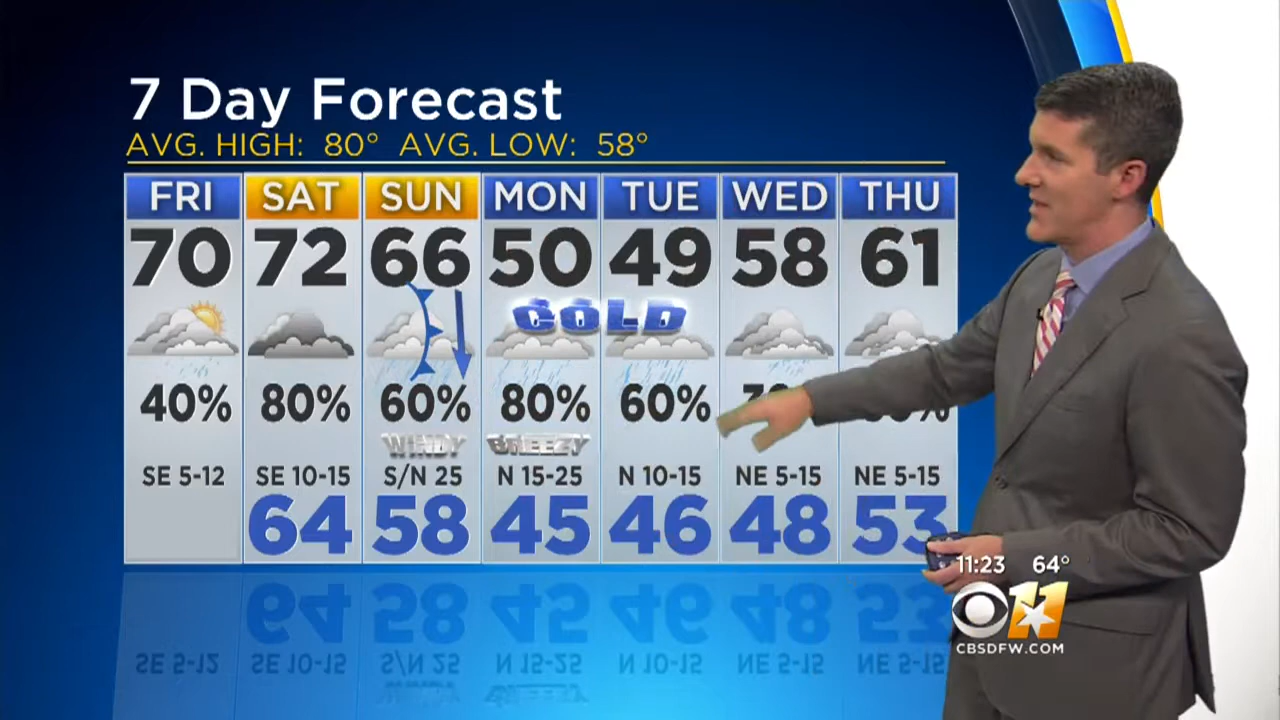 7 Day Forecast
AVG. HIGH: 80° AVG. LOW: 58°
FRI SAT SUN MON TUE WED THU
70 72 66 50 49 58 61
COLD
40% 80% 60% 80% 60%
WINDY BREEZY
SE 5-12 SE 10-15 S/N 25 N 15-25 N 10-15 NE 5-15 NE 5-15
64 58 45 46 48 53
11:23 64°
11
CBSDFW.COM